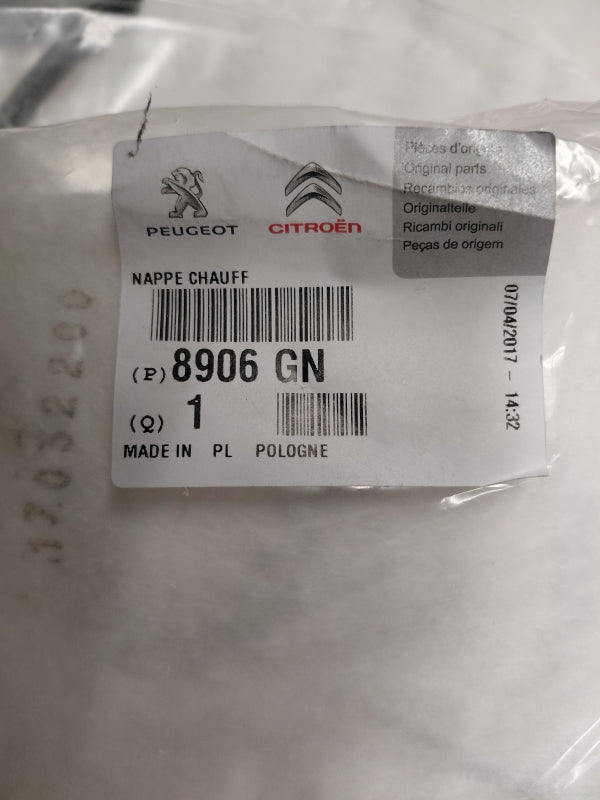 PEUGEOT
CITROËN
Pièces d'origine
Original parts
Recambios originales
Originalteile
Ricambi originali
Peças de origem
NAPPE CHAUFF
(P) 8906 GN
(Q) 1
MADE IN PL POLOGNE
07/04/2017 - 14:32